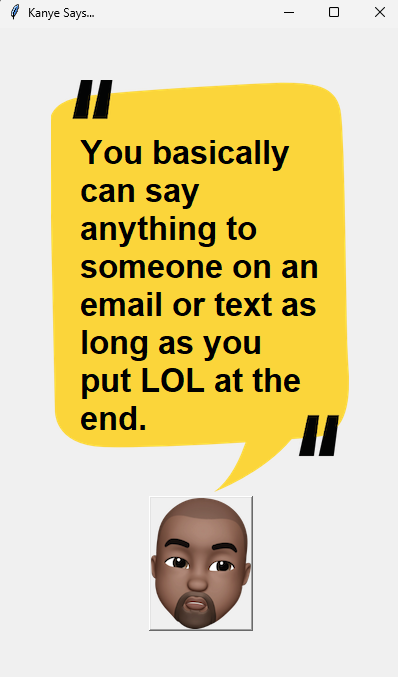 Kanye Says...
"
You basically
can say
anything to
someone on an
email or text as
long as you
put LOL at the
end.
"